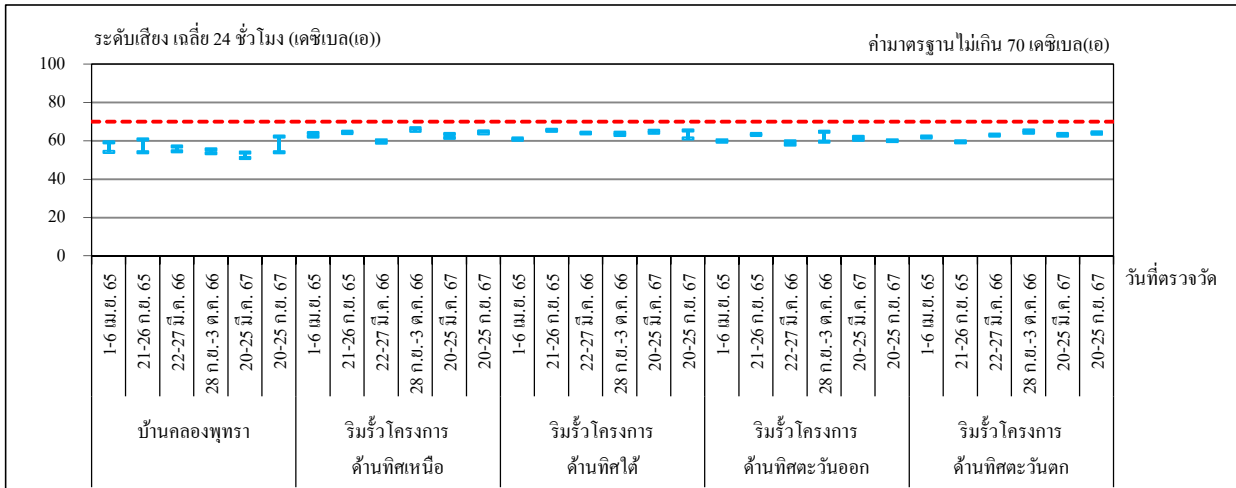 ระดับเสียง เฉลี่ย 24 ชั่วโมง (เดซิเบล(เอ))
ค่ามาตรฐานไม่เกิน 70 เดซิเบล(เอ)
100
80
60
40
20
0
1-6 เม.ย. 65
21-26 ก.ย. 65
22-27 มี.ค. 66
28 ก.ย.-3 ต.ค. 66
20-25 มี.ค. 67
20-25 ก.ย. 67
1-6 เม.ย. 65
21-26 ก.ย. 65
22-27 มี.ค. 66
28 ก.ย.-3 ต.ค. 66
20-25 มี.ค. 67
20-25 ก.ย. 67
1-6 เม.ย. 65
21-26 ก.ย. 65
22-27 มี.ค. 66
28 ก.ย.-3 ต.ค. 66
20-25 มี.ค. 67
20-25 ก.ย. 67
1-6 เม.ย. 65
21-26 ก.ย. 65
22-27 มี.ค. 66
28 ก.ย.-3 ต.ค. 66
20-25 มี.ค. 67
20-25 ก.ย. 67
1-6 เม.ย. 65
21-26 ก.ย. 65
22-27 มี.ค. 66
28 ก.ย.-3 ต.ค. 66
20-25 มี.ค. 67
20-25 ก.ย. 67
วันที่ตรวจวัด
บ้านคลองพุทรา
ริมรั้วโครงการ
ด้านทิศเหนือ
ริมรั้วโครงการ
ด้านทิศใต้
ริมรั้วโครงการ
ด้านทิศตะวันออก
ริมรั้วโครงการ
ด้านทิศตะวันตก